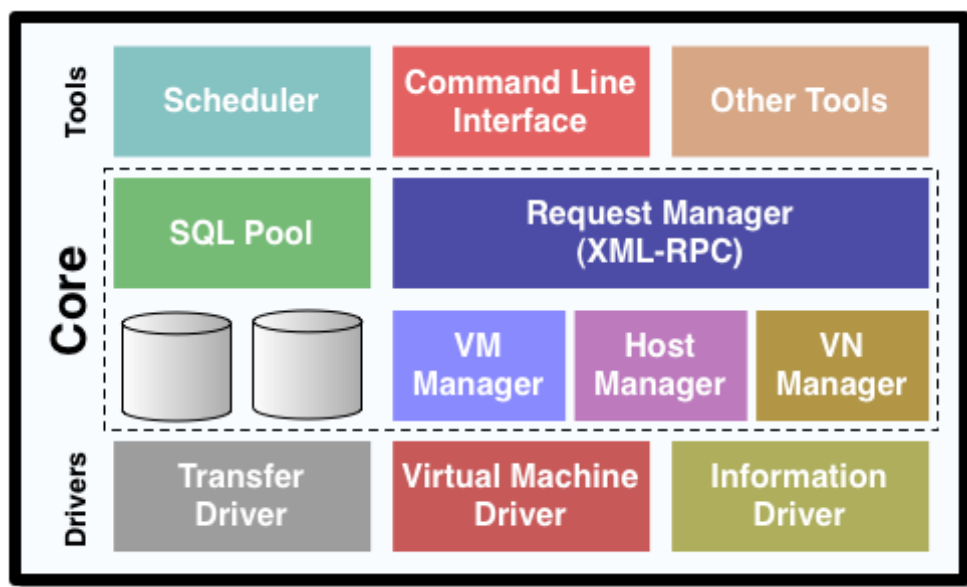 Tools
Scheduler
Command Line
Interface
Other Tools
Core
SQL Pool
Request Manager
(XML-RPC)
VM
Manager
Host
Manager
VN
Manager
Drivers
Transfer
Driver
Virtual Machine
Driver
Information
Driver